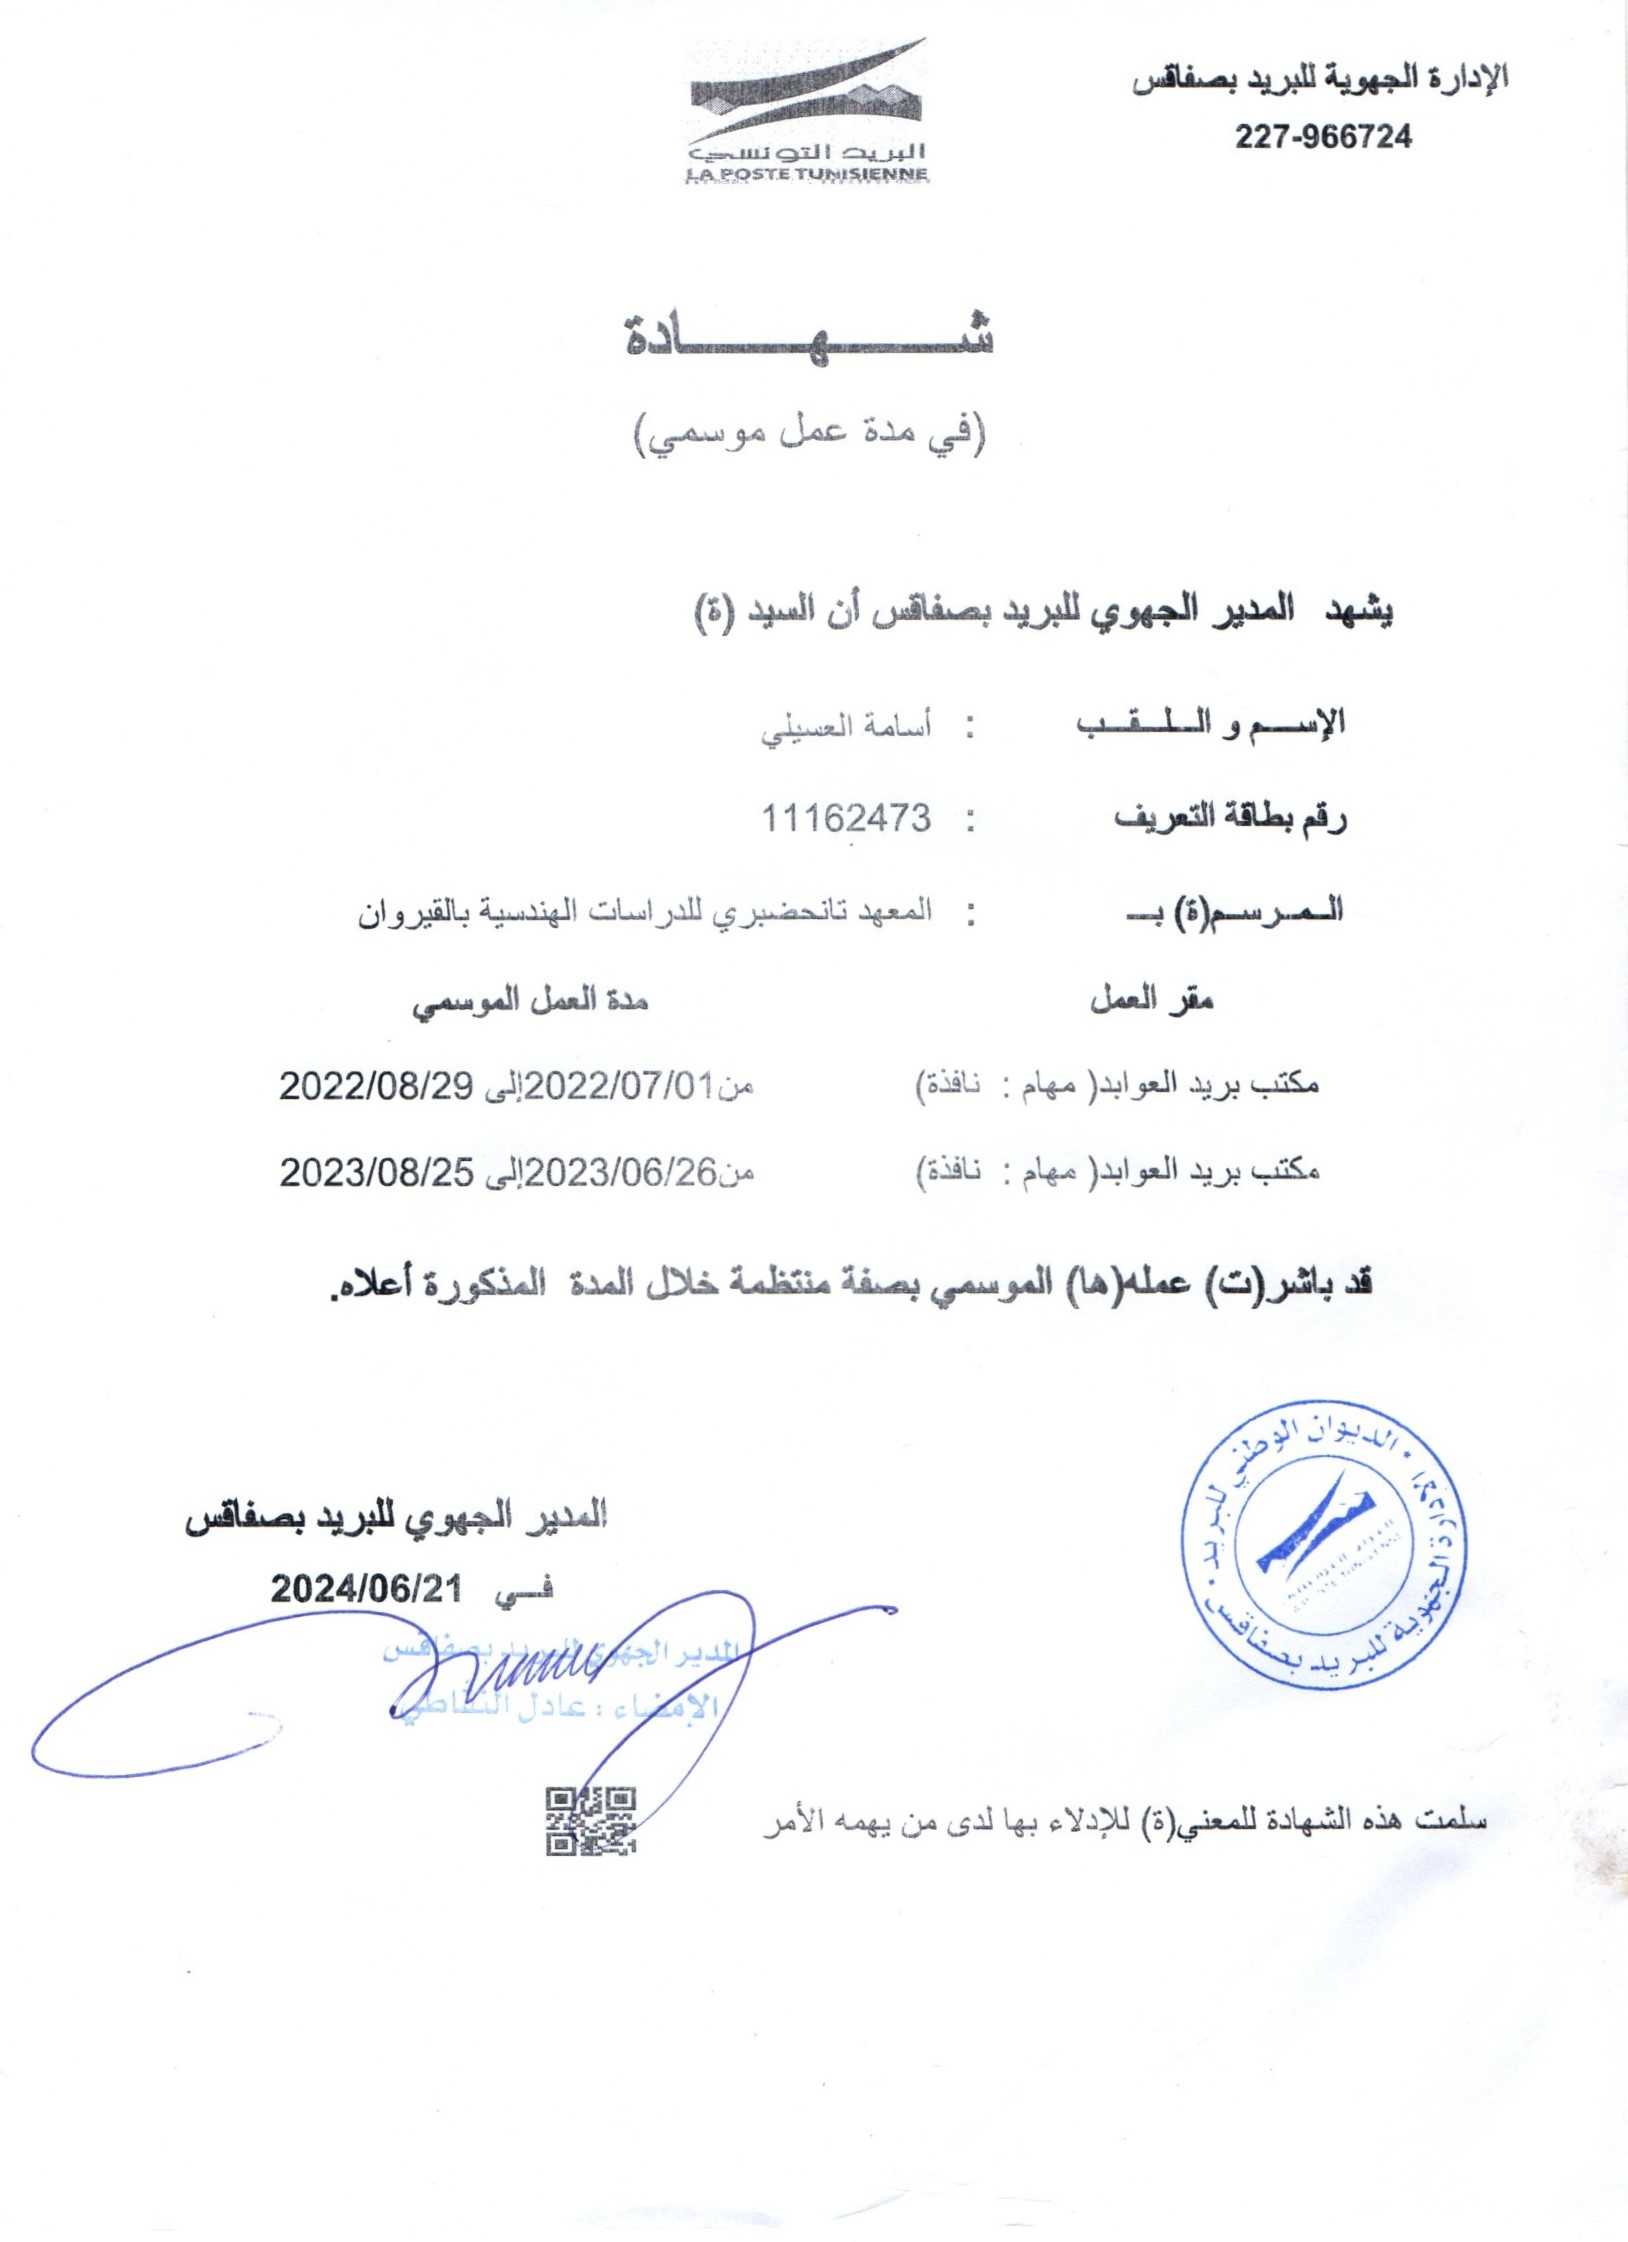 الإدارة الجهوية للبريد بصفاقس
227-966724
البريد التونسي
LA POSTE TUNISIENNE
شـــــهـــــادة
(في مدة عمل موسمي)
يشهد المدير الجهوي للبريد بصفاقس أن السيد (ة)
الإســـم و الـلـــقـــب : أسامة العسيلي
رقم بطاقة التعريف : 11162473
الـمـرسـم(ة) بــ : المعهد تانحضيري للدراسات الهندسية بالقيروان
مقر العمل مدة العمل الموسمي
مكتب بريد العوابد( مهام : نافذة) من2022/07/01إلى 2022/08/29
مكتب بريد العوابد( مهام : نافذة) من2023/06/26إلى 2023/08/25
قد باشر(ت) عمله(ها) الموسمي بصفة منتظمة خلال المدة المذكورة أعلاه.
الديوان الوطني للبريد • الإدارة الجهوية للبريد بصفاقس •
المدير الجهوي للبريد بصفاقس
فـــي 2024/06/21
المدير الجهوي للبريد بصفاقس
الإمضاء : عادل
سلمت هذه الشهادة للمعني(ة) للإدلاء بها لدى من يهمه الأمر